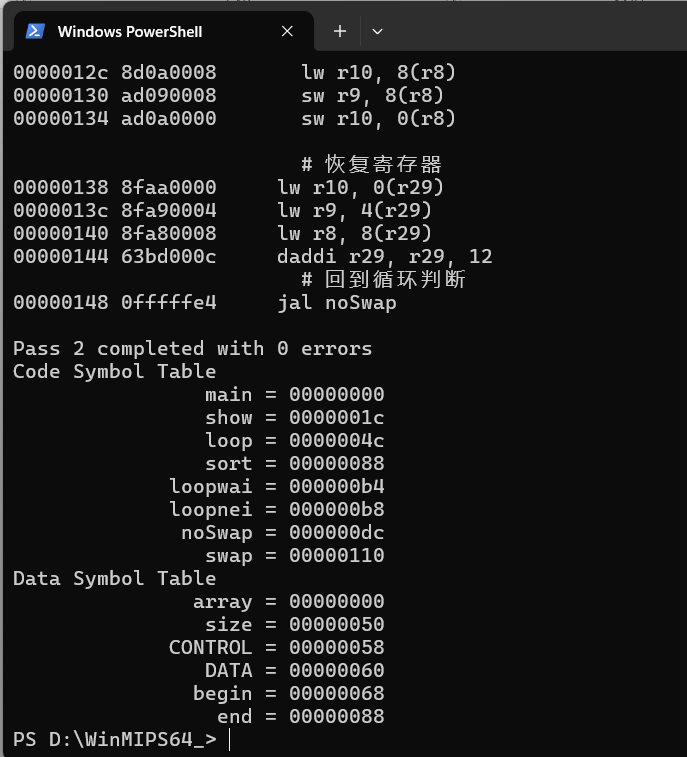 Windows PowerShell
0000012c 8d0a0008       lw r10, 8(r8)
00000130 ad090008       sw r9, 8(r8)
00000134 ad0a0000       sw r10, 0(r8)
# 恢复寄存器
00000138 8faa0000     lw r10, 0(r29)
0000013c 8fa90004     lw r9, 4(r29)
00000140 8fa80008     lw r8, 8(r29)
00000144 63bd000c     daddi r29, r29, 12
# 回到循环判断
00000148 0fffffe4     jal noSwap
Pass 2 completed with 0 errors
Code Symbol Table
main = 00000000
show = 0000001c
loop = 0000004c
sort = 00000088
loopwai = 000000b4
loopnei = 000000b8
noSwap = 000000dc
swap = 00000110
Data Symbol Table
array = 00000000
size = 00000050
CONTROL = 00000058
DATA = 00000060
begin = 00000068
end = 00000088
PS D:\WinMIPS64_>